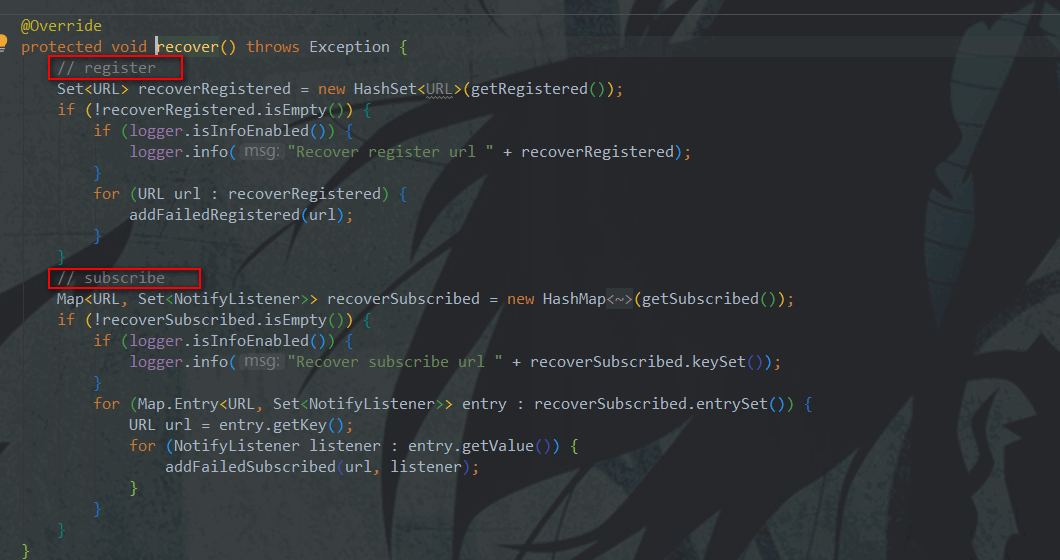 @Override
protected void recover() throws Exception {
// register
Set<URL> recoverRegistered = new HashSet<URL>(getRegistered());
if (!recoverRegistered.isEmpty()) {
if (logger.isInfoEnabled()) {
logger.info( msg: "Recover register url " + recoverRegistered);
}
for (URL url : recoverRegistered) {
addFailedRegistered(url);
}
}
// subscribe
Map<URL, Set<NotifyListener>> recoverSubscribed = new HashMap<~>(getSubscribed());
if (!recoverSubscribed.isEmpty()) {
if (logger.isInfoEnabled()) {
logger.info( msg: "Recover subscribe url " + recoverSubscribed.keySet());
}
for (Map.Entry<URL, Set<NotifyListener>> entry : recoverSubscribed.entrySet()) {
URL url = entry.getKey();
for (NotifyListener listener : entry.getValue()) {
addFailedSubscribed(url, listener);
}
}
}
}